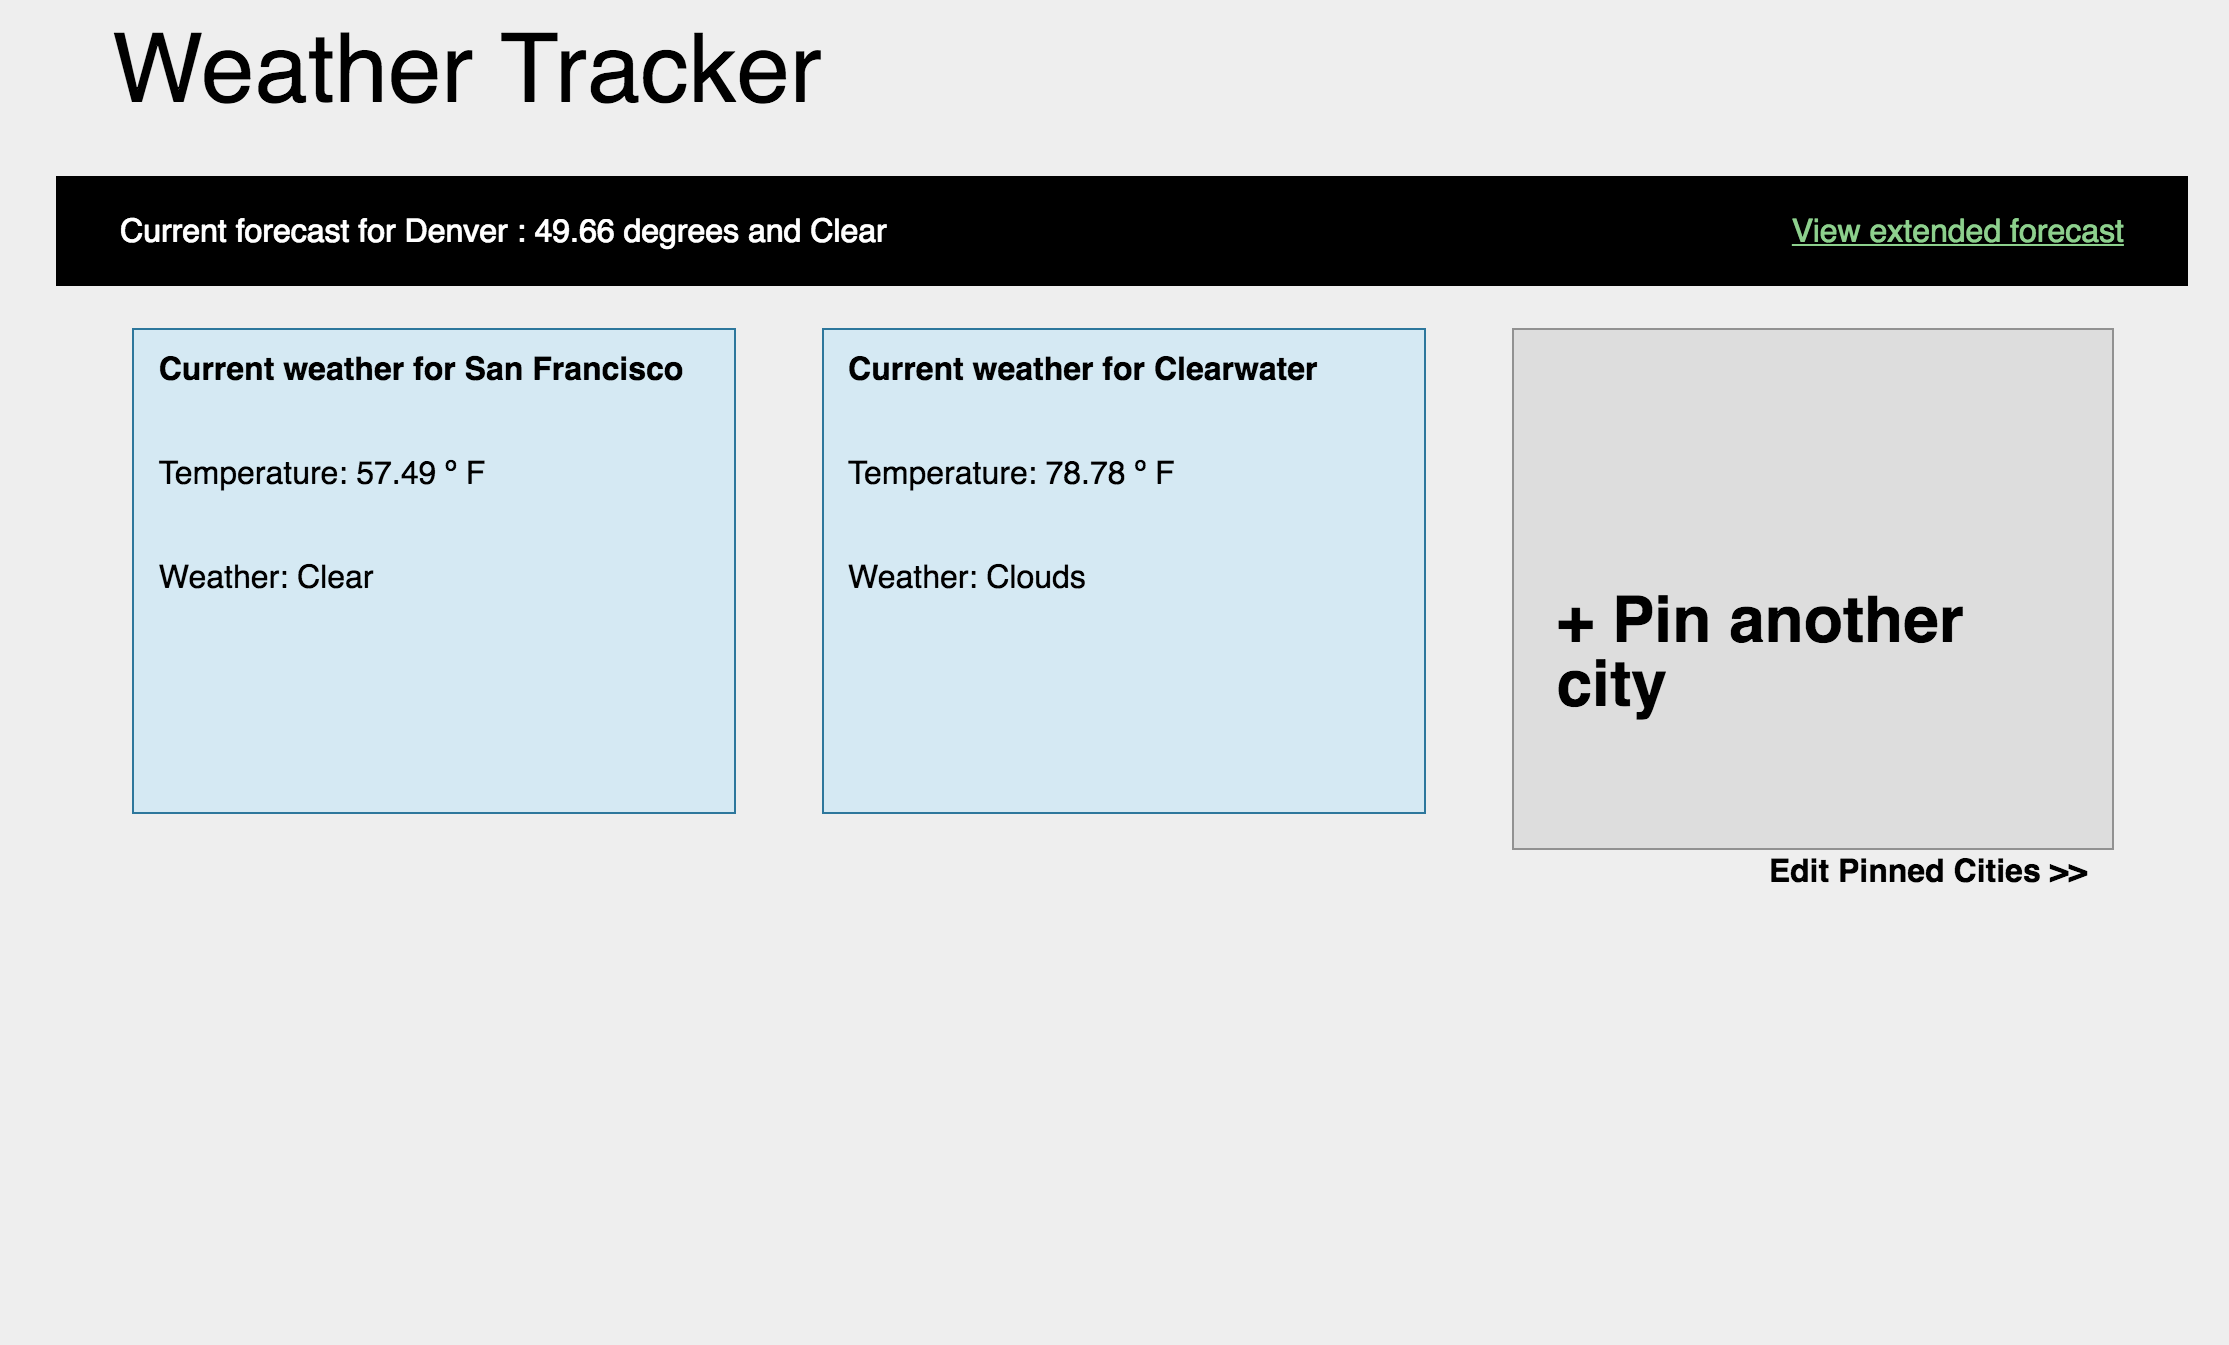 Weather Tracker
Current forecast for Denver : 49.66 degrees and Clear
View extended forecast
Current weather for San Francisco
Temperature: 57.49 º F
Weather: Clear
Current weather for Clearwater
Temperature: 78.78 º F
Weather: Clouds
+ Pin another
city
Edit Pinned Cities >>